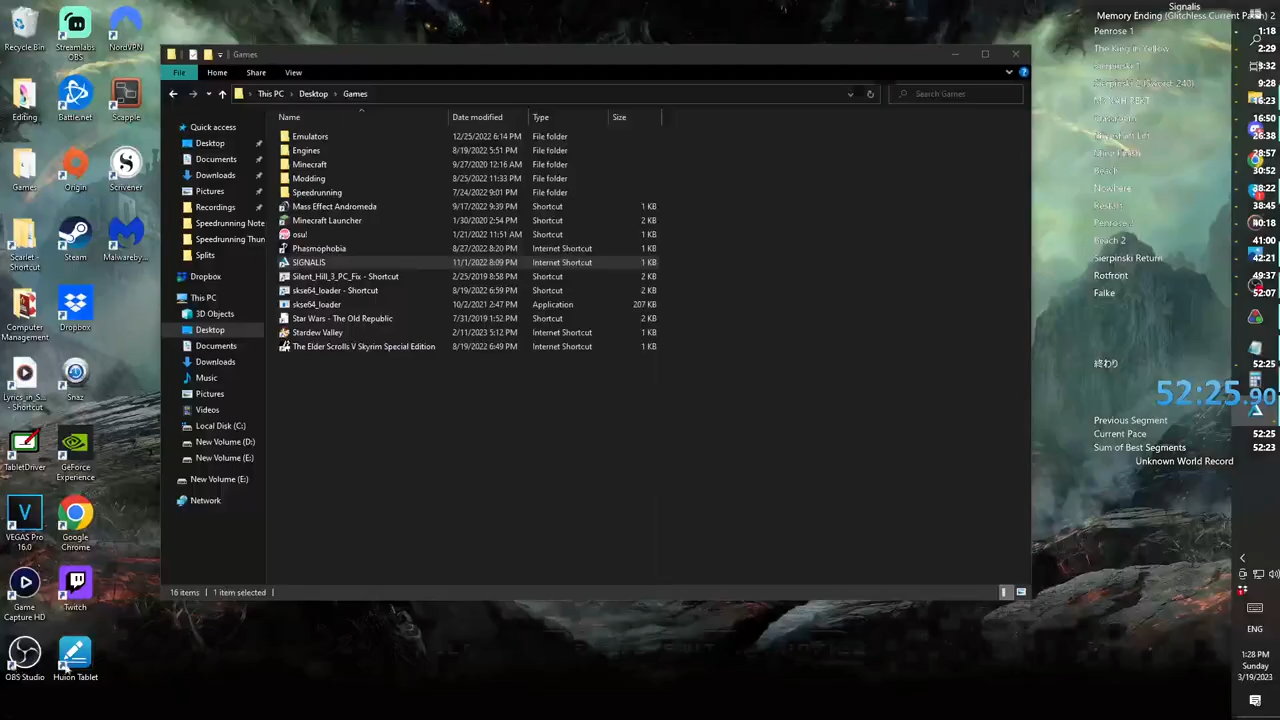 Recycle Bin
Streamlabs OBS
NordVPN
Editing
Battle.net
Scapple
Games
Origin
Scrivener
Scarlet - Shortcut
Steam
Malwareby...
Computer Management
Dropbox
Lyrics_in_S... - Shortcut
Snaz
TabletDriver
GeForce Experience
VEGAS Pro 16.0
Google Chrome
Game Capture HD
Twitch
OBS Studio
Huion Tablet
Games
File Home Share View
This PC Desktop Games
Search Games
Quick access
Desktop
Documents
Downloads
Pictures
Recordings
Speedrunning Note
Speedrunning Thun
Splits
Dropbox
This PC
3D Objects
Desktop
Documents
Downloads
Music
Pictures
Videos
Local Disk (C:)
New Volume (D:)
New Volume (E:)
New Volume (E:)
Network
Name Date modified Type Size
Emulators 12/25/2022 6:14 PM File folder
Engines 8/19/2022 5:51 PM File folder
Minecraft 9/27/2020 12:16 AM File folder
Modding 8/25/2022 11:33 PM File folder
Speedrunning 7/24/2022 9:01 PM File folder
Mass Effect Andromeda 9/17/2022 9:39 PM Shortcut 1 KB
Minecraft Launcher 1/30/2020 2:54 PM Shortcut 2 KB
osu! 1/21/2022 11:51 AM Shortcut 1 KB
Phasmophobia 8/27/2022 8:20 PM Internet Shortcut 1 KB
SIGNALIS 11/1/2022 8:09 PM Internet Shortcut 1 KB
Silent_Hill_3_PC_Fix - Shortcut 2/25/2019 8:58 PM Shortcut 2 KB
skse64_loader - Shortcut 8/19/2022 6:59 PM Shortcut 2 KB
skse64_loader 10/2/2021 2:47 PM Application 207 KB
Star Wars - The Old Republic 7/31/2019 1:52 PM Shortcut 2 KB
Stardew Valley 2/11/2023 5:12 PM Internet Shortcut 1 KB
The Elder Scrolls V Skyrim Special Edition 8/19/2022 6:49 PM Internet Shortcut 1 KB
16 items 1 item selected
Signalis
Memory Ending (Glitchless Current Patch) 2
Penrose 1 1:18
The King in Yellow 2:29
3:32
9:28
16:23
16:50
26:38
28:57
Beach 30:52
Nowhere 38:22
38:45
Penrose
Beach 2 41:00
Sierpinski Return 42:21
Rotfront 49:51
Falke 52:07
終わり 52:25
52:25.90
Previous Segment
Current Pace 52:25
Sum of Best Segments 52:23
Unknown World Record
ENG
1:28 PM
Sunday
3/19/2023